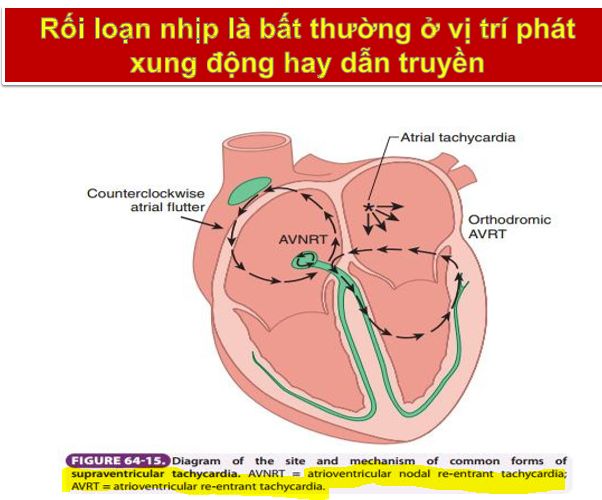 Rối loạn nhịp là bất thường ở vị trí phát
xung động hay dẫn truyền
Atrial tachycardia
Counterclockwise
atrial flutter
Orthodromic
AVRT
AVNRT
FIGURE 64-15. Diagram of the site and mechanism of common forms of
supraventricular tachycardia. AVNRT = atrioventricular nodal re-entrant tachycardia;
AVRT = atrioventricular re-entrant tachycardia.